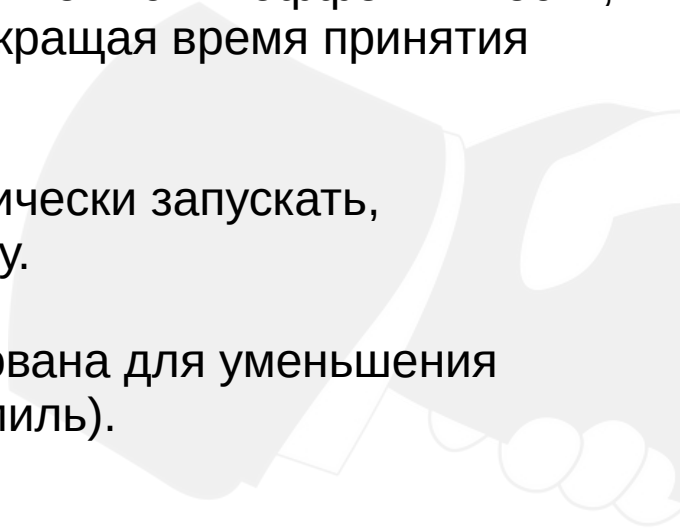 кращая время принятия
ически запускать,
у.
ована для уменьшения
иль).